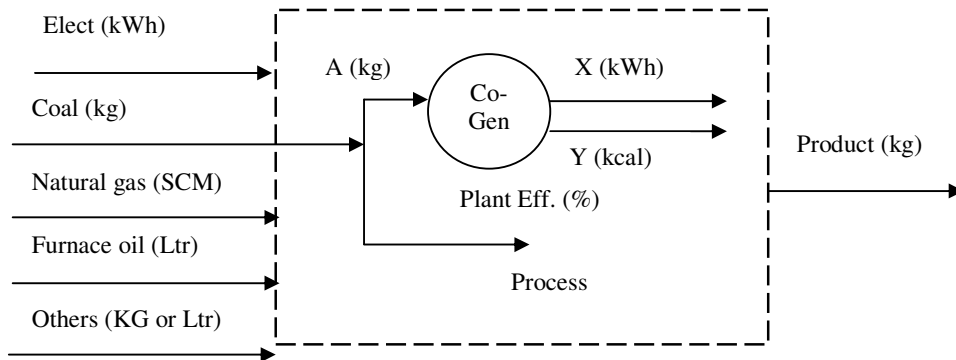 Elect (kWh)
A (kg)
X (kWh)
Coal (kg)
Co-
Gen
Y (kcal)
Product (kg)
Natural gas (SCM)
Plant Eff. (%)
Furnace oil (Ltr)
Process
Others (KG or Ltr)